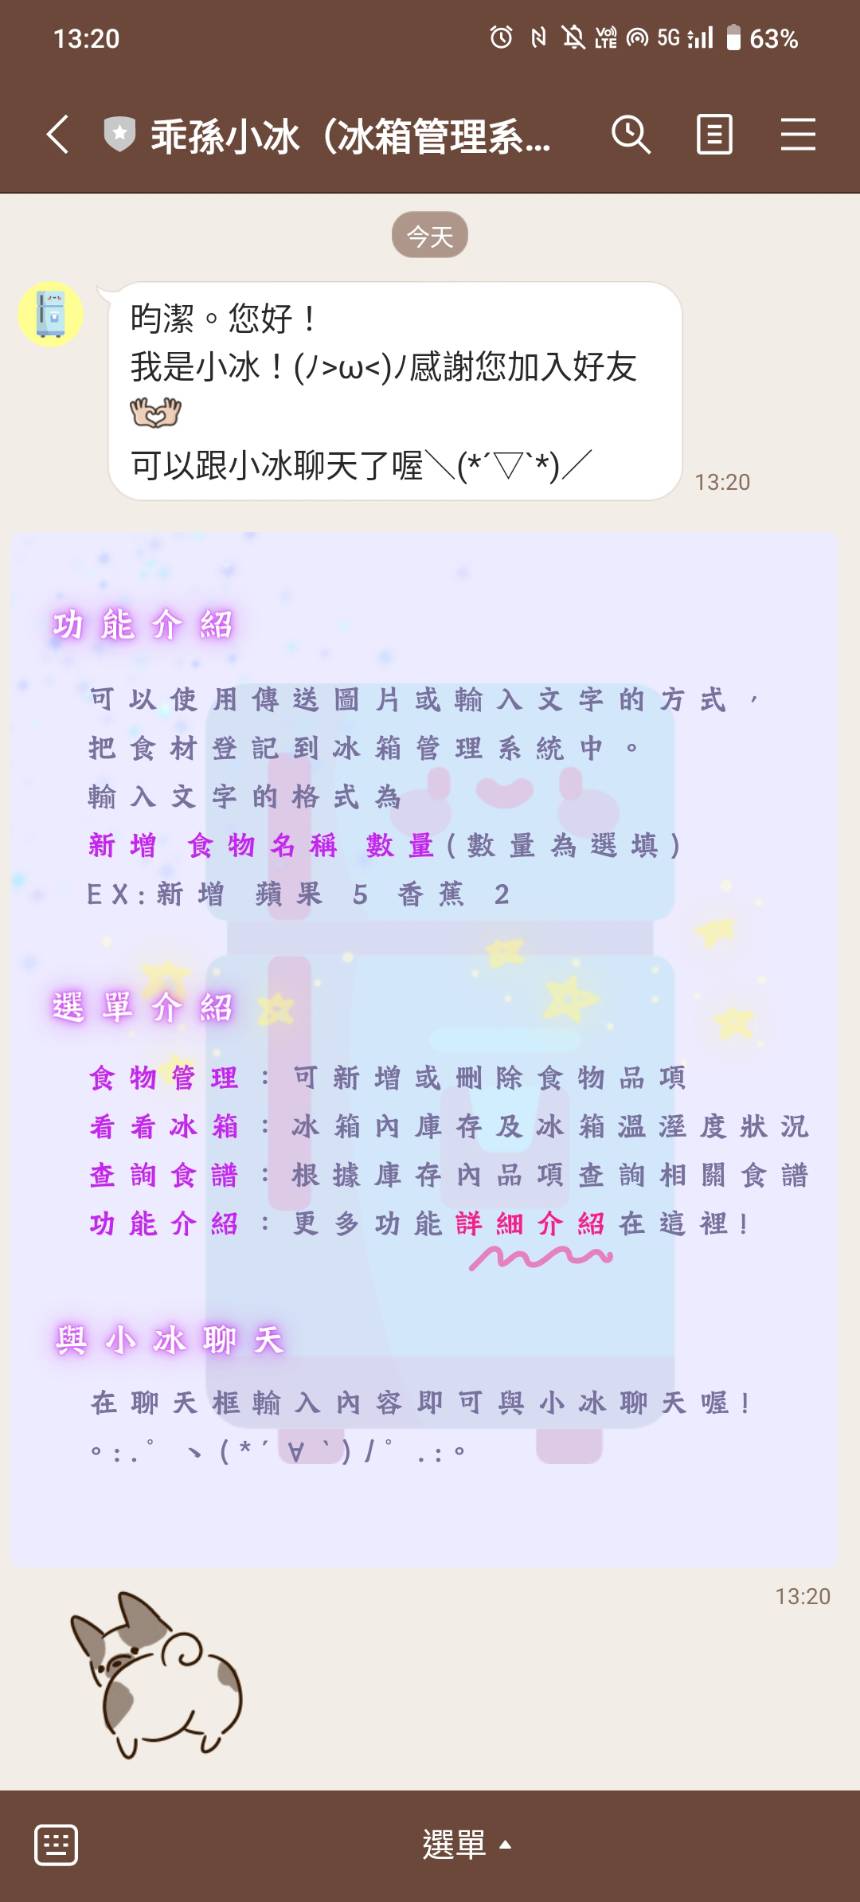 13:20
5G
63%
乖孫小冰（冰箱管理系...
今天
昀潔。您好！
我是小冰！(ﾉ>ω<)ﾉ感謝您加入好友
可以跟小冰聊天了喔＼(*ˊ▽ˋ*)／
13:20
功能介紹
可以使用傳送圖片或輸入文字的方式，
把食材登記到冰箱管理系統中。
輸入文字的格式為
新增 食物名稱 數量(數量為選填)
EX:新增 蘋果 5 香蕉 2
選單介紹
食物管理：可新增或刪除食物品項
看看冰箱：冰箱內庫存及冰箱溫溼度狀況
查詢食譜：根據庫存內品項查詢相關食譜
功能介紹：更多功能詳細介紹在這裡!
與小冰聊天
在聊天框輸入內容即可與小冰聊天喔!
｡:.ﾟヽ(*´∀`)ﾉﾟ.:｡
13:20
選單